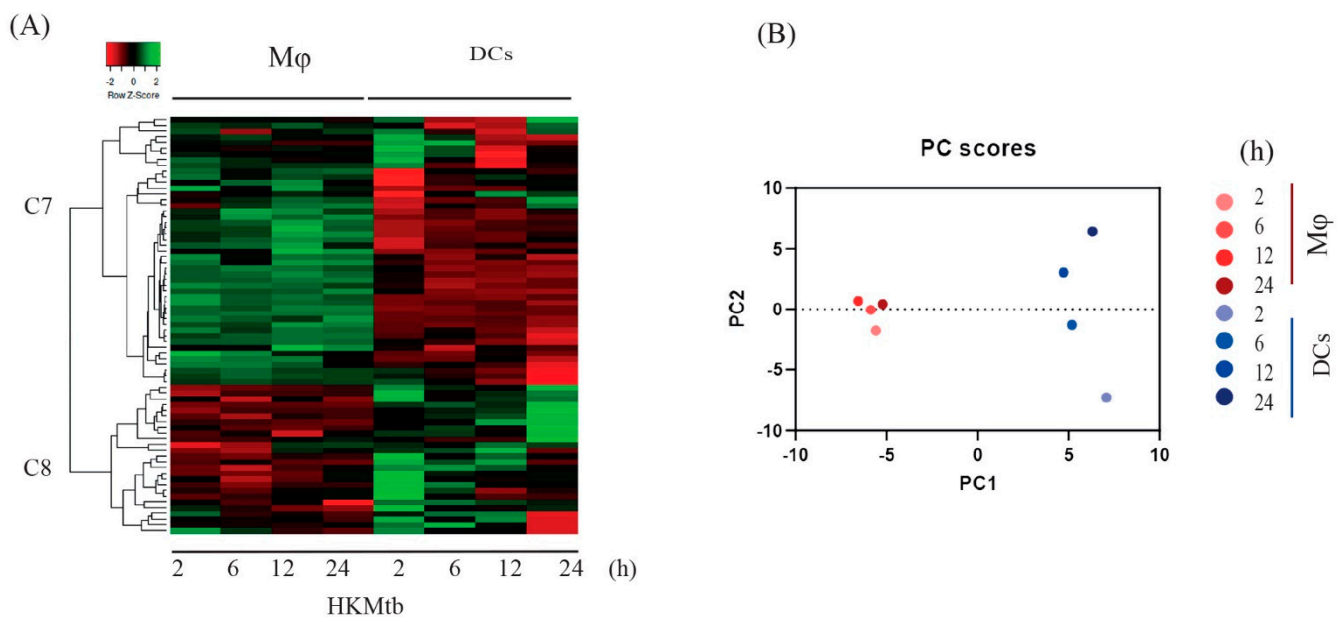 (A)
-2 0 2
Row Z-Score
Mφ DCs
C7
C8
2 6 12 24 2 6 12 24 (h)
HKMtb
(B)
PC scores
10
5
0
-5
-10
PC2
-10 -5 0 5 10
PC1
(h)
2
6
12
24
Mφ
2
6
12
24
DCs